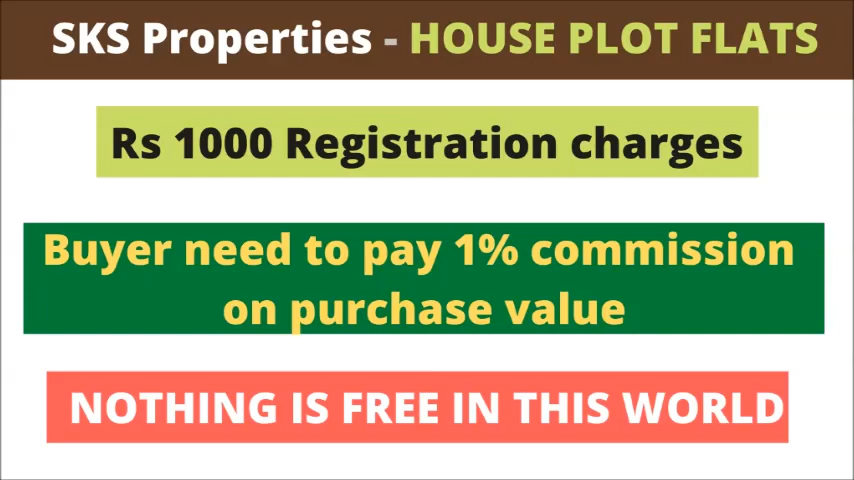 SKS Properties - HOUSE PLOT FLATS
Rs 1000 Registration charges
Buyer need to pay 1% commission
on purchase value
NOTHING IS FREE IN THIS WORLD